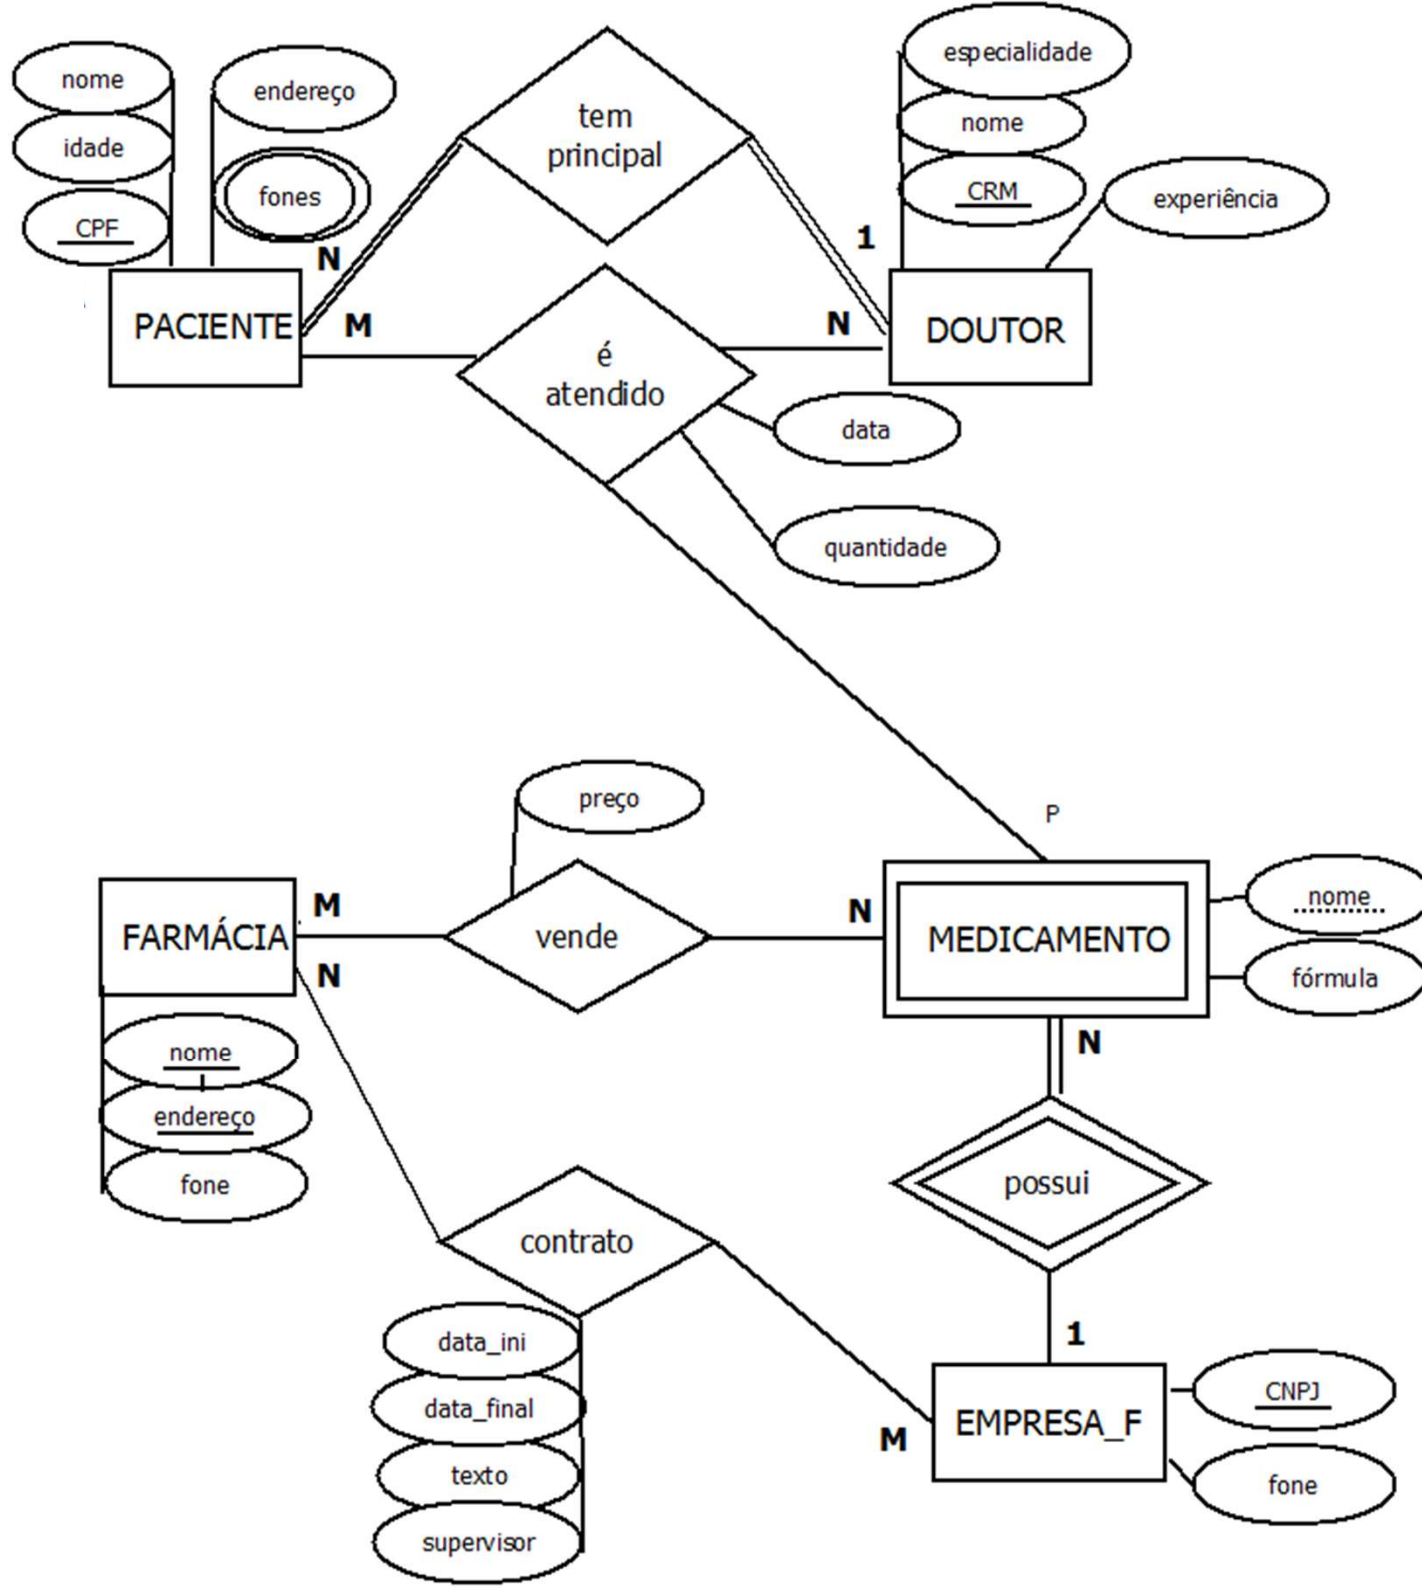 nome
idade
CPF
endereço
fones
tem
principal
especialidade
nome
CRM
experiência
N
1
PACIENTE
M
N
DOUTOR
é
atendido
data
quantidade
P
preço
FARMÁCIA
M
N
vende
N
MEDICAMENTO
nome
fórmula
nome
endereço
fone
N
possui
contrato
data_ini
data_final
texto
supervisor
1
M
EMPRESA_F
CNPJ
fone